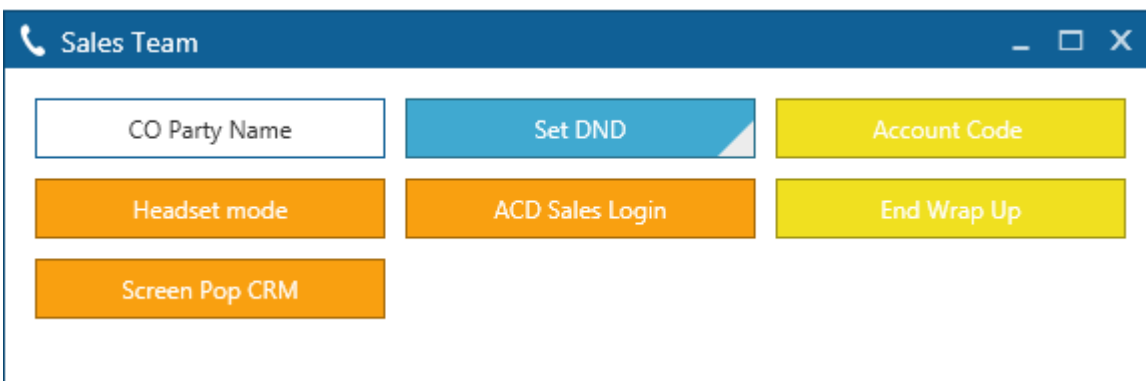 Sales Team
CO Party Name
Set DND
Account Code
Headset mode
ACD Sales Login
End Wrap Up
Screen Pop CRM